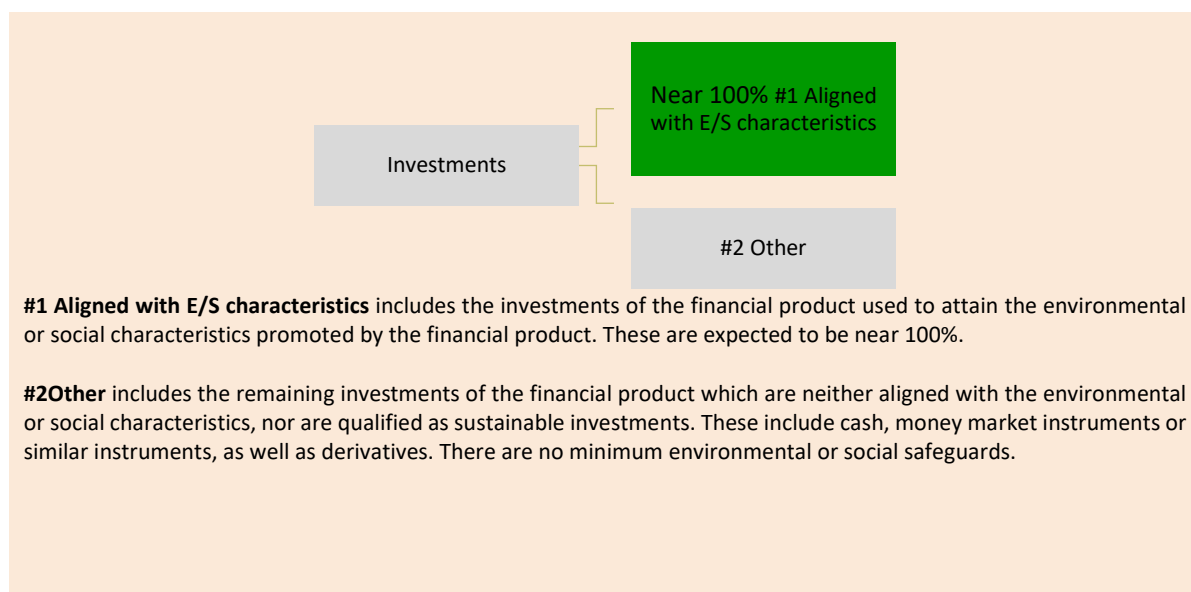 Near 100% #1 Aligned
with E/S characteristics
Investments
#2 Other
#1 Aligned with E/S characteristics includes the investments of the financial product used to attain the environmental
or social characteristics promoted by the financial product. These are expected to be near 100%.
#2Other includes the remaining investments of the financial product which are neither aligned with the environmental
or social characteristics, nor are qualified as sustainable investments. These include cash, money market instruments or
similar instruments, as well as derivatives. There are no minimum environmental or social safeguards.